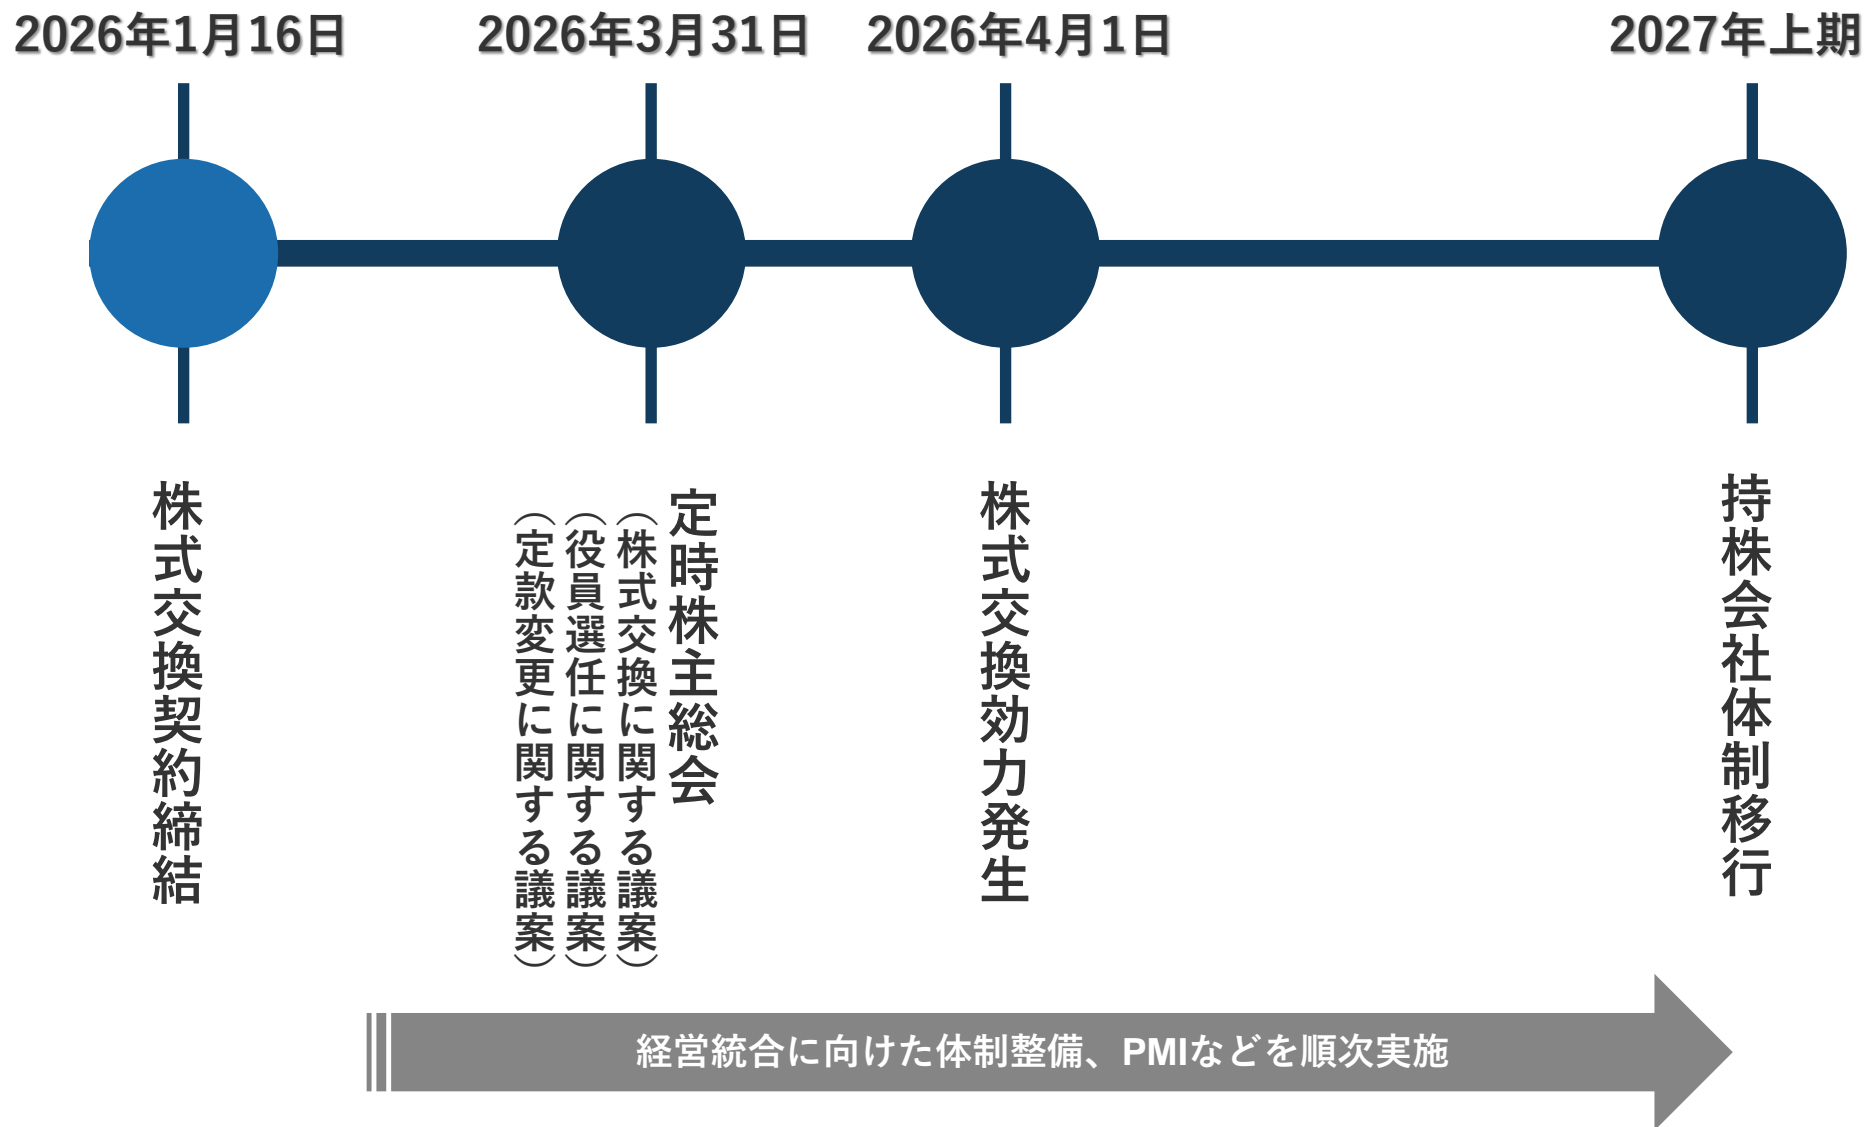 2026年1月16日
2026年3月31日
2026年4月1日
2027年上期
株式交換契約締結
定時株主総会
（株式交換に関する議案）
（役員選任に関する議案）
（定款変更に関する議案）
株式交換効力発生
持株会社体制移行
経営統合に向けた体制整備、PMIなどを順次実施